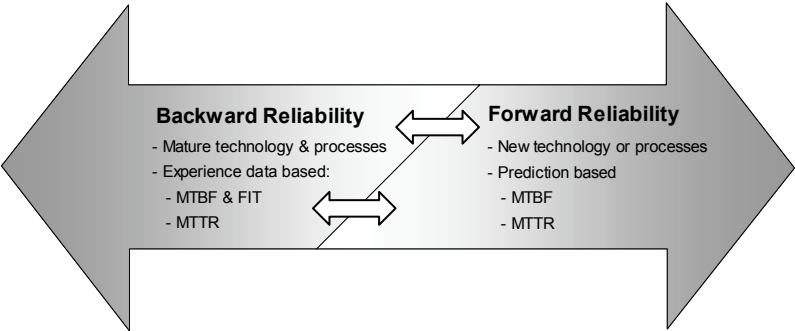 Backward Reliability
- Mature technology & processes
- Experience data based:
- MTBF & FIT
- MTTR
Forward Reliability
- New technology or processes
- Prediction based
- MTBF
- MTTR